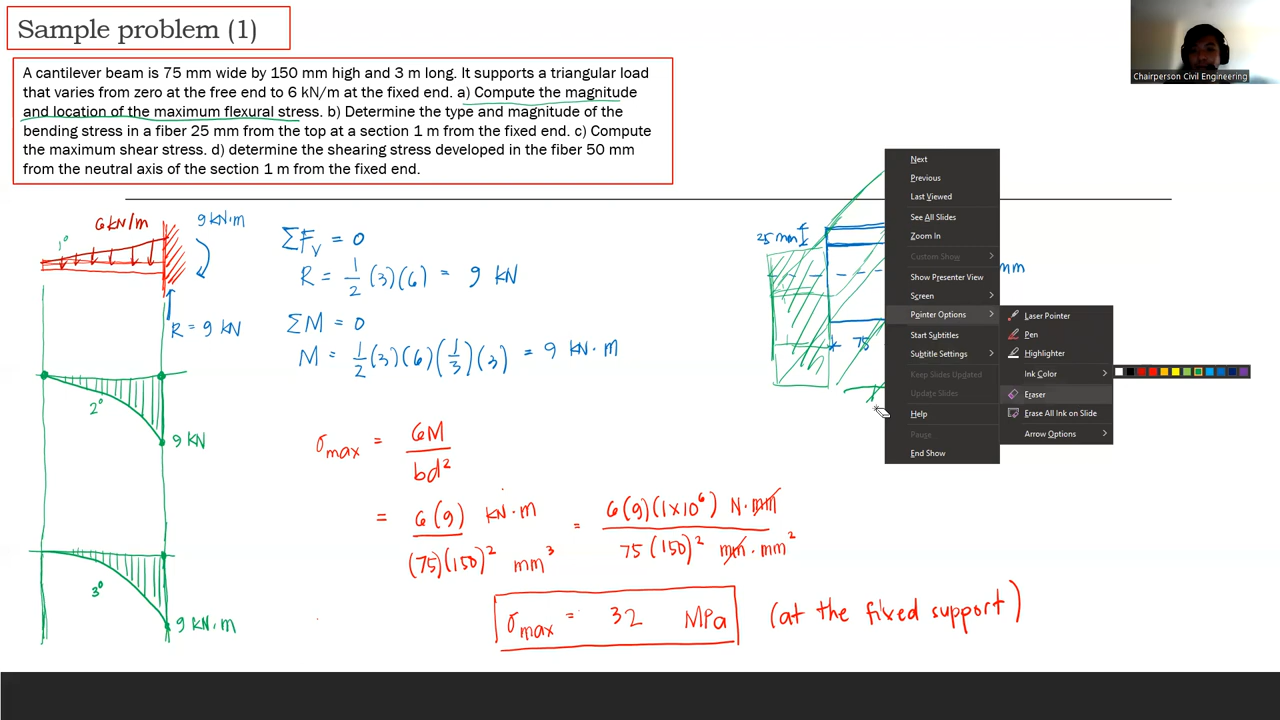 Sample problem (1)
A cantilever beam is 75 mm wide by 150 mm high and 3 m long. It supports a triangular load
that varies from zero at the free end to 6 kN/m at the fixed end. a) Compute the magnitude
and location of the maximum flexural stress. b) Determine the type and magnitude of the
bending stress in a fiber 25 mm from the top at a section 1 m from the fixed end. c) Compute
the maximum shear stress. d) determine the shearing stress developed in the fiber 50 mm
from the neutral axis of the section 1 m from the fixed end.
Chairperson Civil Engineering
6 kN/m
9 kN·m
1°
R = 9 kN
2°
9 kN
3°
9 kN·m
ΣFv = 0
R = 1/2 (3)(6) = 9 kN
ΣM = 0
M = 1/2 (3)(6)(1/3)(3) = 9 kN·m
σmax = 6M / bd²
= 6(9) kN·m / (75)(150)² mm³ = 6(9)(1x10⁶) N·mm / 75(150)² mm·mm²
σmax = 32 MPa (at the fixed support)
25 mm
mm
75
Next
Previous
Last Viewed
See All Slides
Zoom In
Custom Show
Show Presenter View
Screen
Pointer Options
Start Subtitles
Subtitle Settings
Keep Slides Updated
Update Slides
Help
Pause
End Show
Laser Pointer
Pen
Highlighter
Ink Color
Eraser
Erase All Ink on Slide
Arrow Options